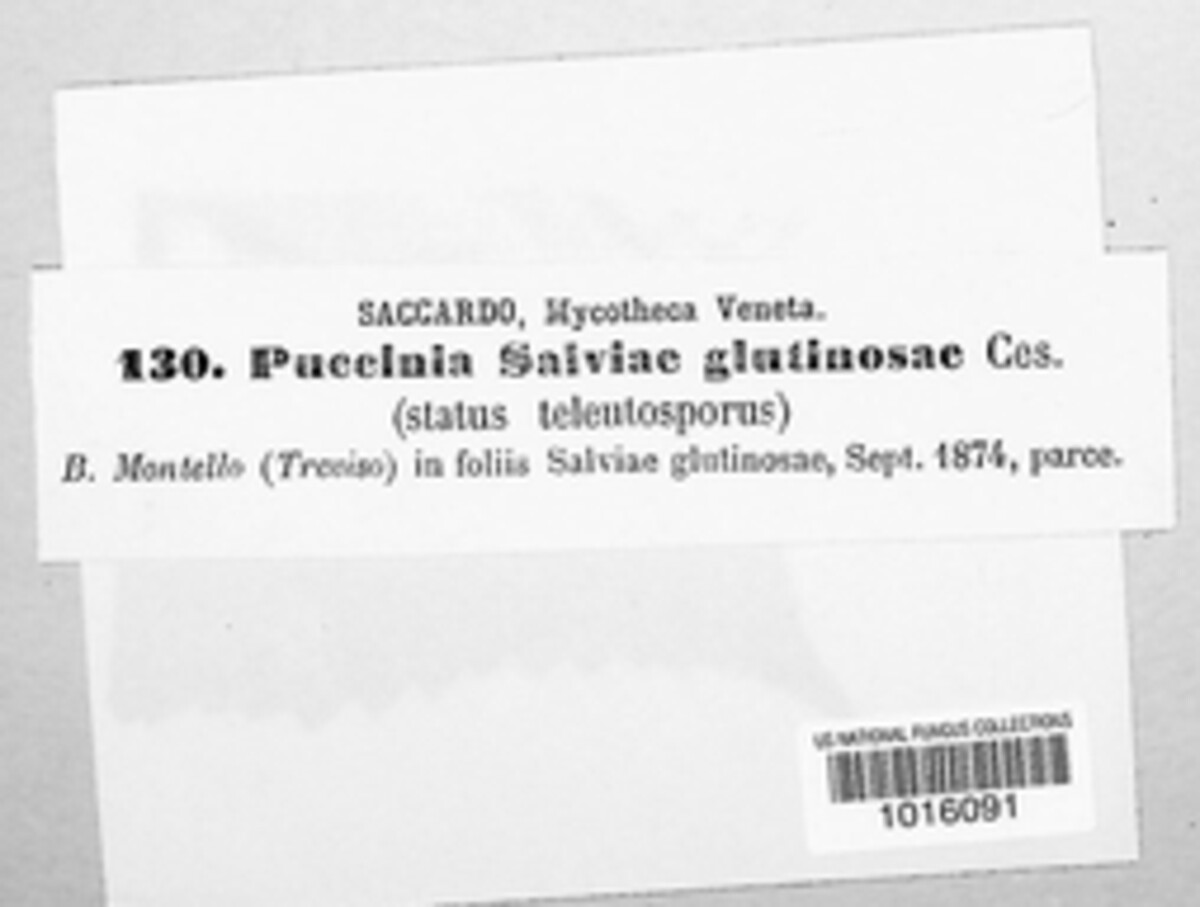 SACCARDO, Mycotheca Veneta.
130. Puccinia Salviae glutinosae Ces.
(status teleutosporus)
B. Montello (Treviso) in foliis Salviae glutinosae, Sept. 1874, parce.
US NATIONAL FUNGUS COLLECTIONS
1016091